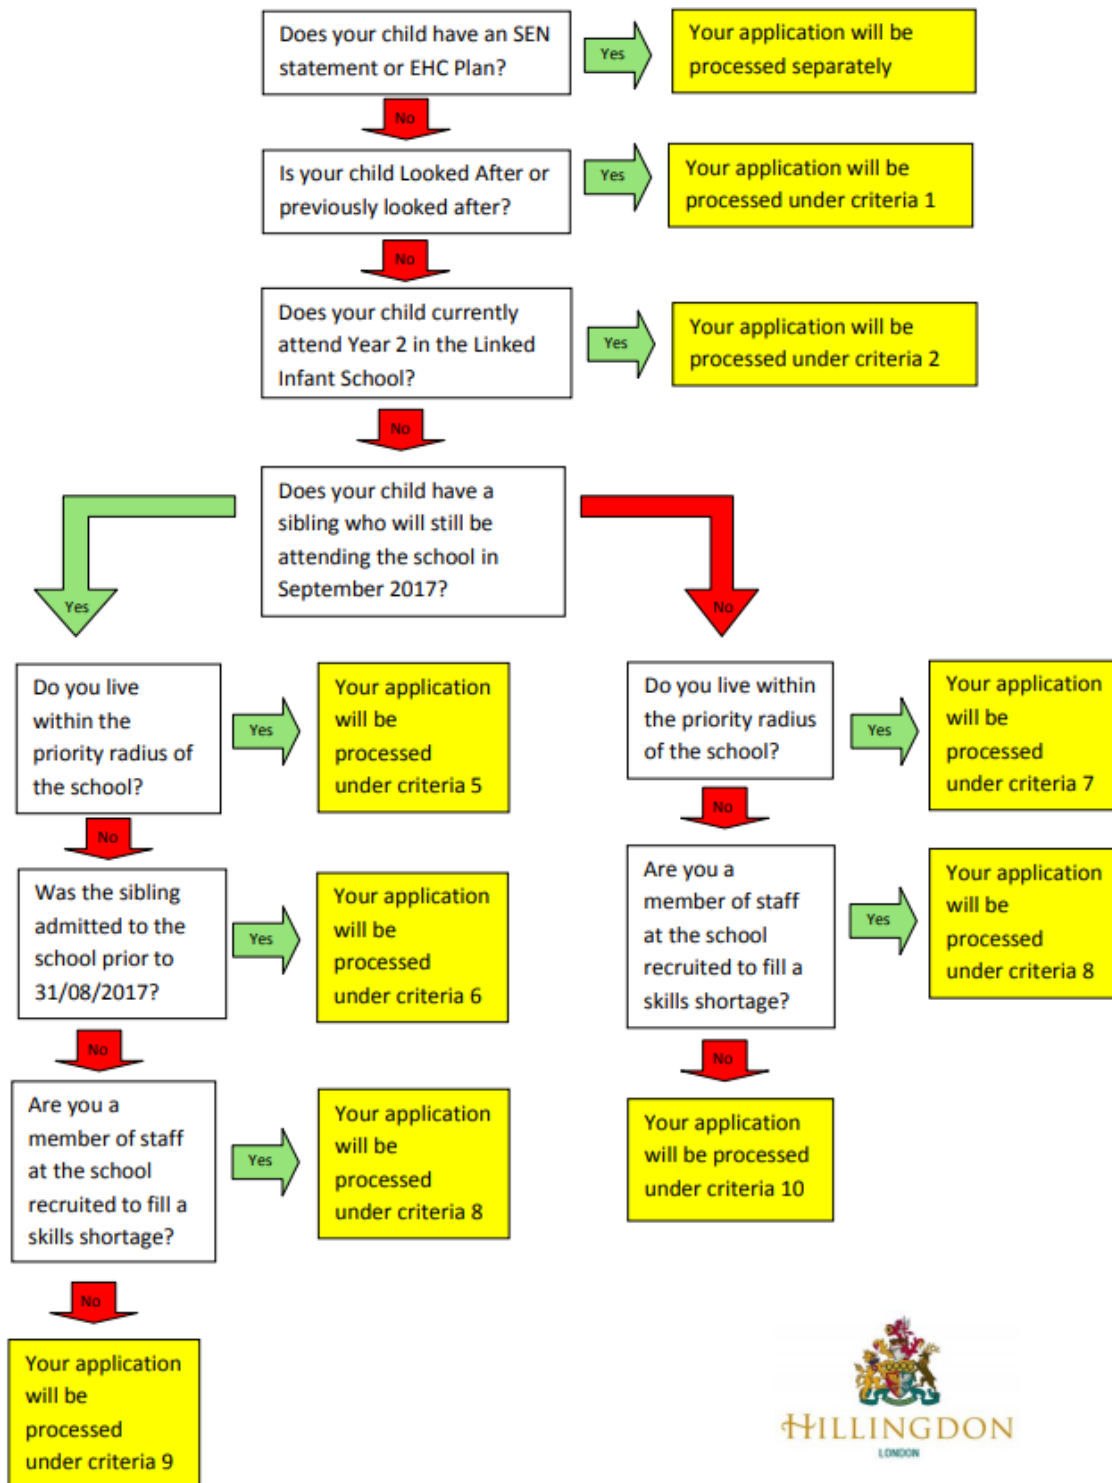 Does your child have an SEN
statement or EHC Plan?
Yes
Your application will be
processed separately
No
Is your child Looked After or
previously looked after?
Yes
Your application will be
processed under criteria 1
No
Does your child currently
attend Year 2 in the Linked
Infant School?
Yes
Your application will be
processed under criteria 2
No
Does your child have a
sibling who will still be
attending the school in
September 2017?
Yes
No
Do you live
within the
priority radius of
the school?
Yes
Your application
will be
processed
under criteria 5
No
Was the sibling
admitted to the
school prior to
31/08/2017?
Yes
Your application
will be
processed
under criteria 6
No
Are you a
member of staff
at the school
recruited to fill a
skills shortage?
Yes
Your application
will be
processed
under criteria 8
No
Your application
will be
processed
under criteria 9
Do you live within
the priority radius
of the school?
Yes
Your application
will be
processed
under criteria 7
No
Are you a
member of staff
at the school
recruited to fill a
skills shortage?
Yes
Your application
will be
processed
under criteria 8
No
Your application
will be processed
under criteria 10
HILLINGDON
LONDON